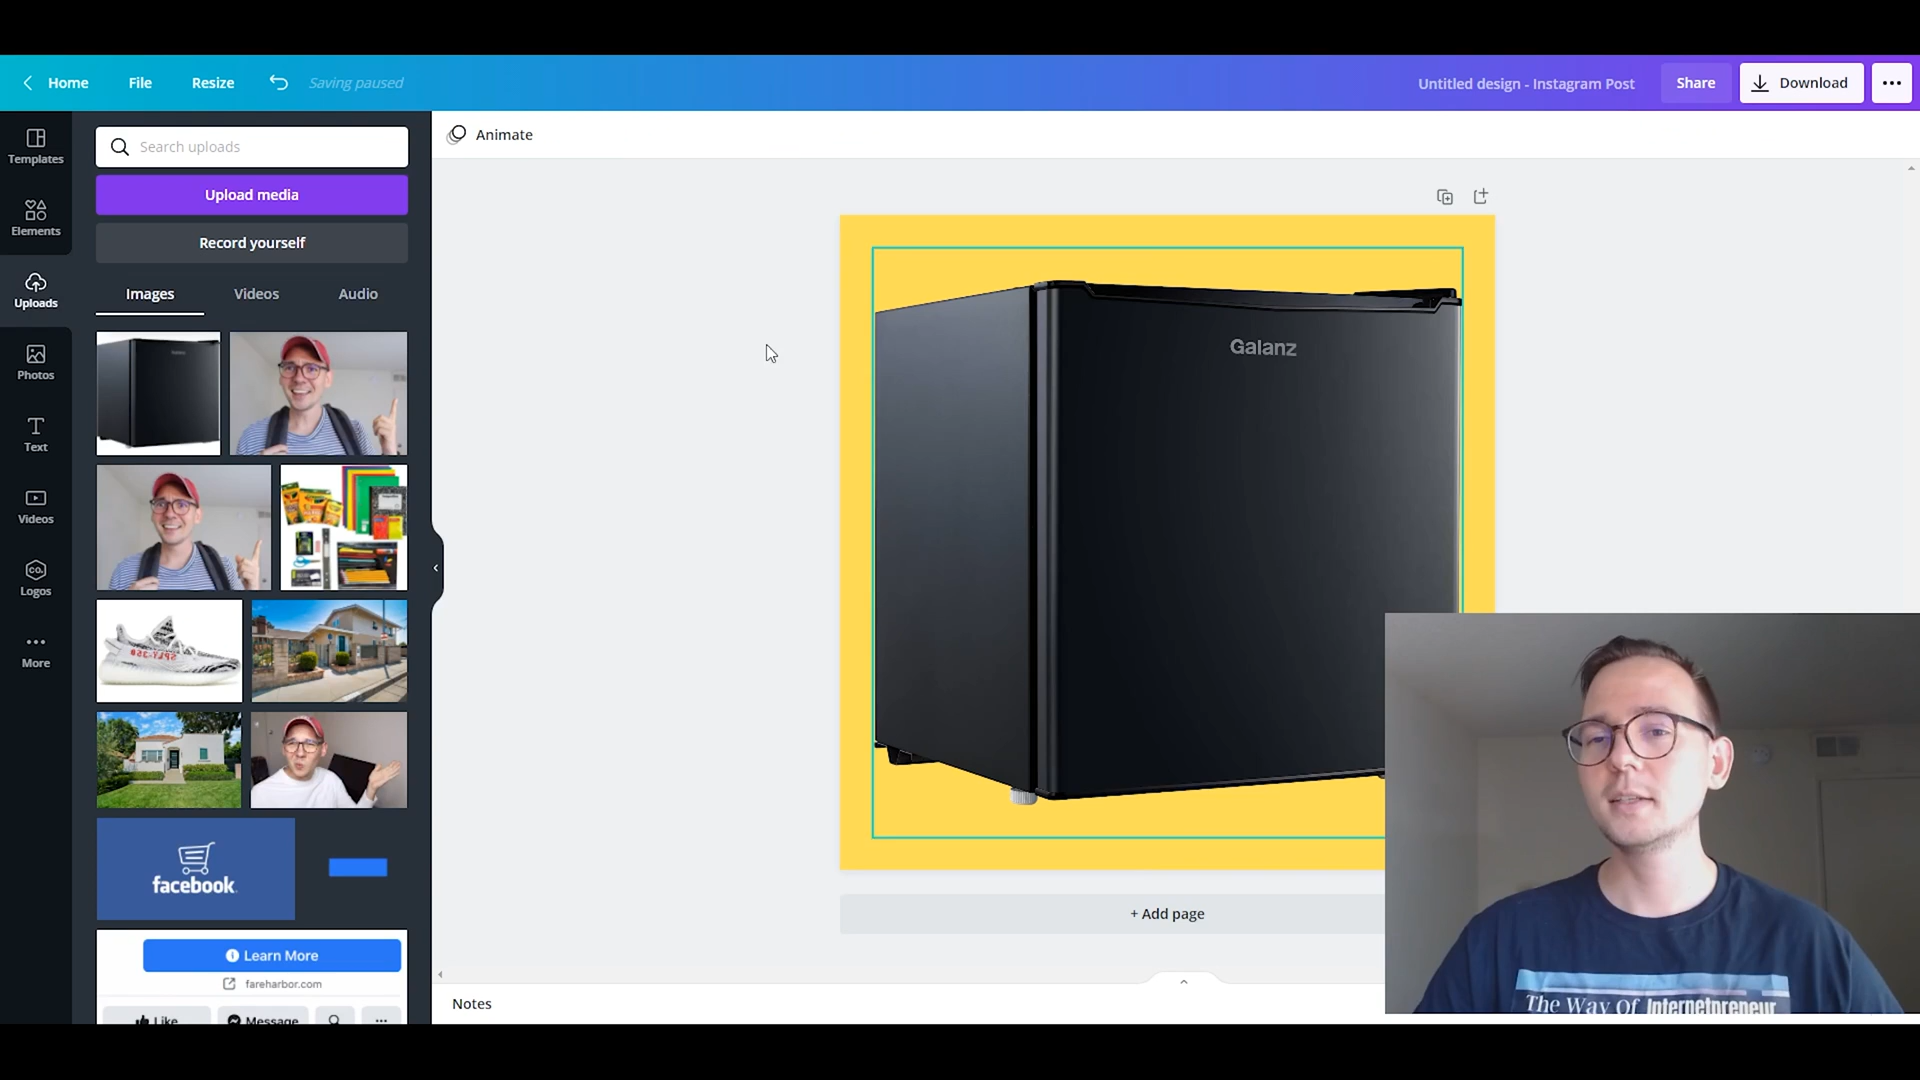 Home File Resize Saving paused Untitled design - Instagram Post Share Download
Animate
Templates
Elements
Uploads
Photos
Text
Videos
CO.
Logos
More
Search uploads
Upload media
Record yourself
Images Videos Audio
facebook
Learn More
fareharbor.com
Like Message
Galanz
+ Add page
Notes
The Way Of Internetpreneur